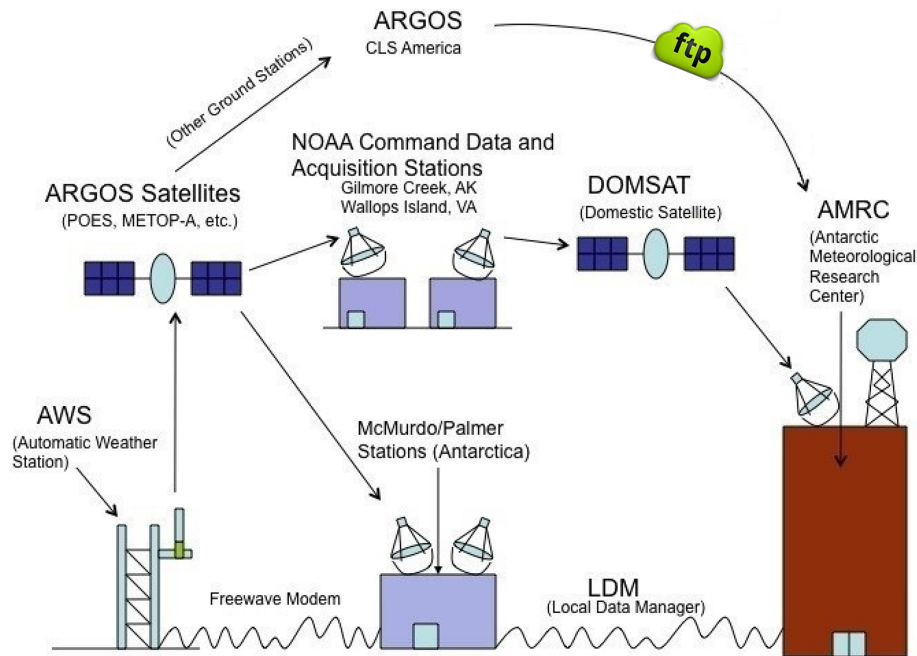 ARGOS
CLS America
ftp
(Other Ground Stations)
NOAA Command Data and
Acquisition Stations
Gilmore Creek, AK
Wallops Island, VA
ARGOS Satellites
(POES, METOP-A, etc.)
DOMSAT
(Domestic Satellite)
AMRC
(Antarctic
Meteorological
Research
Center)
AWS
(Automatic Weather
Station)
McMurdo/Palmer
Stations (Antarctica)
Freewave Modem
LDM
(Local Data Manager)